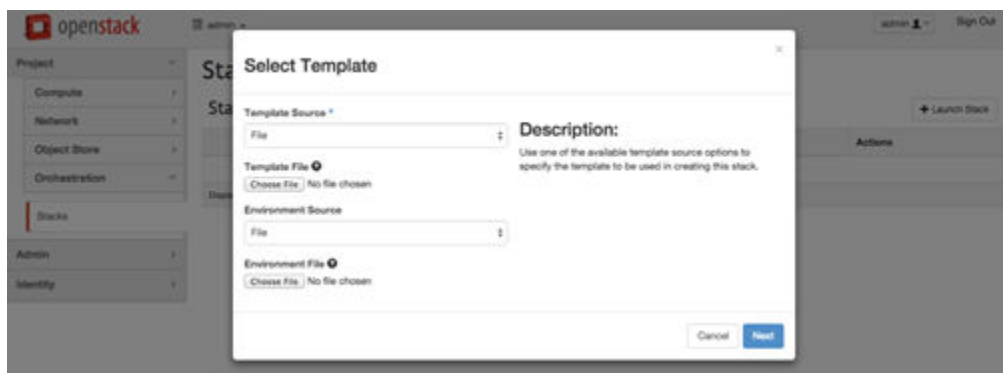 openstack
admin
admin
Sign Out
Project
Compute
Network
Object Store
Orchestration
Stacks
Admin
Identity
Sta
Sta
+ Launch Stack
Actions
Select Template
×
Template Source *
File
Template File
Choose File No file chosen
Environment Source
File
Environment File
Choose File No file chosen
Description:
Use one of the available template source options to
specify the template to be used in creating this stack.
Cancel
Next